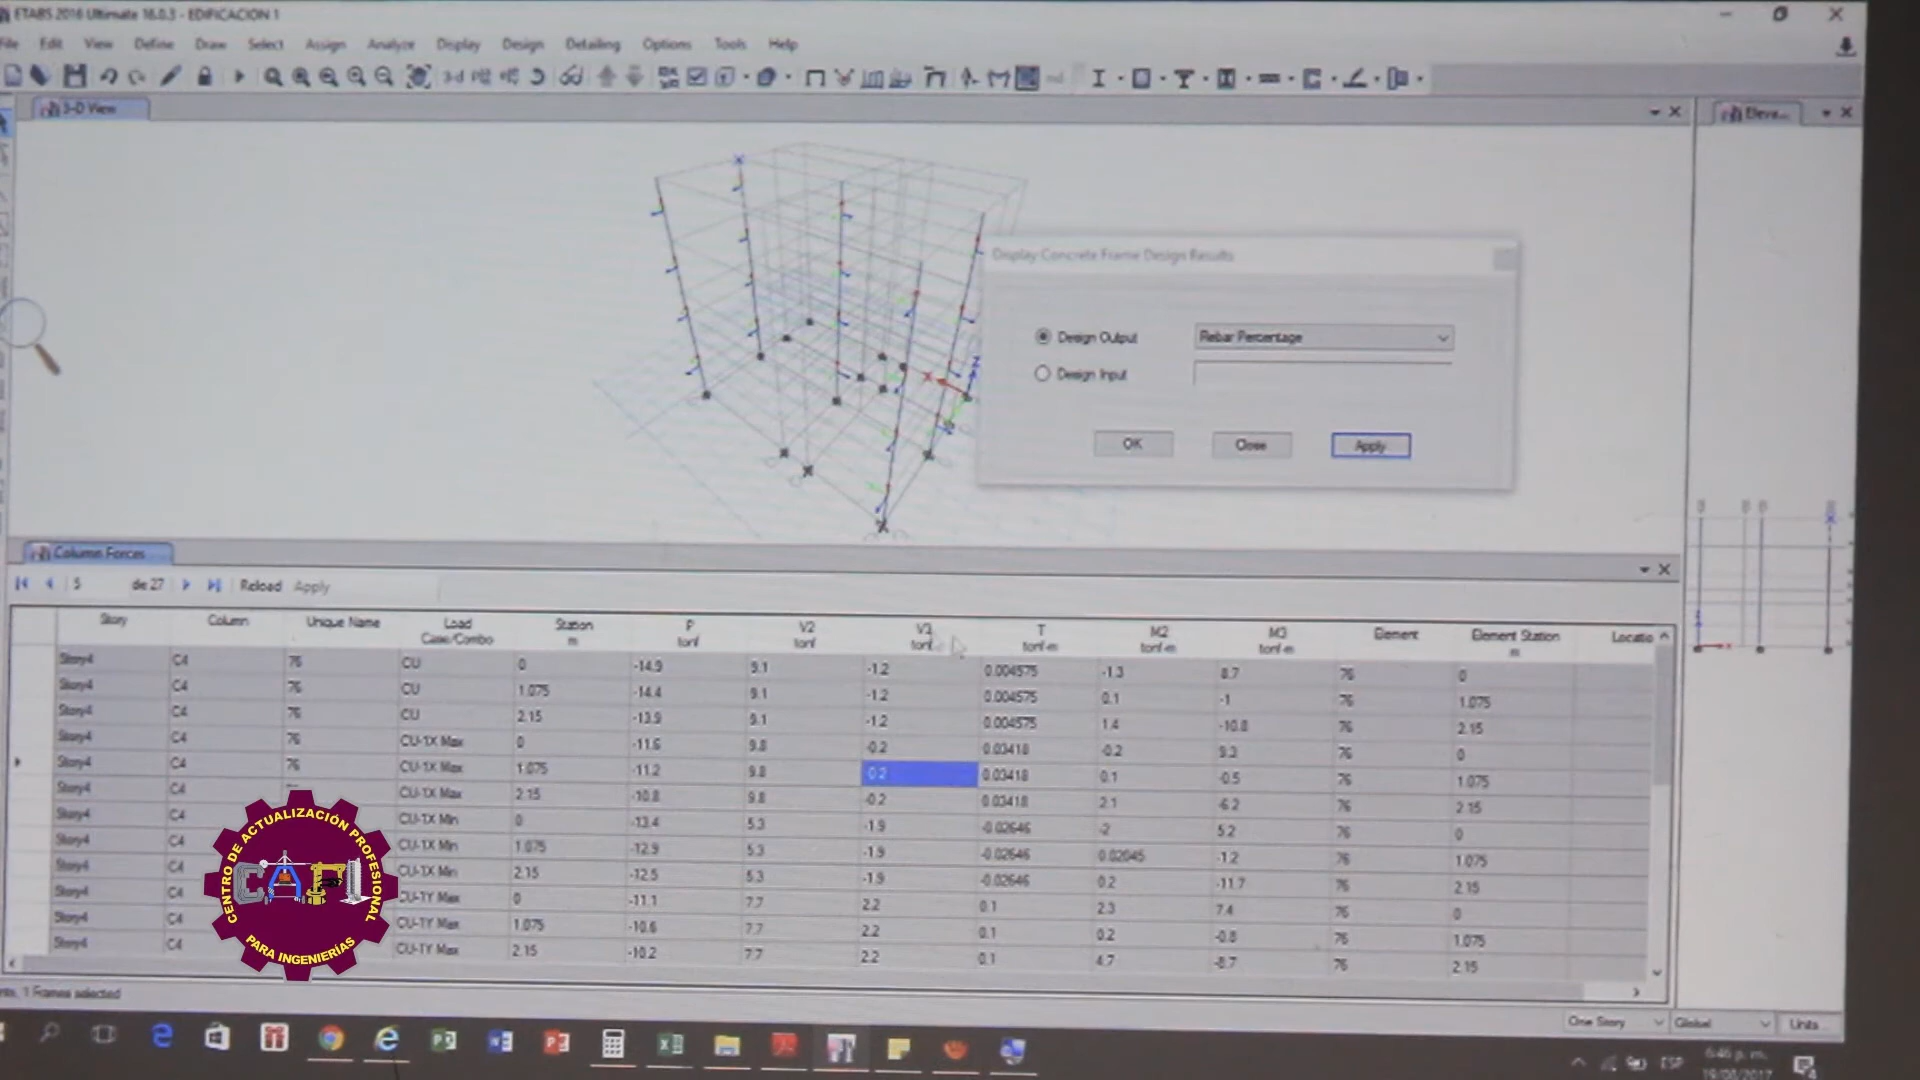 ETABS 2016 Ultimate 16.0.3 - EDIFICACION 1
File Edit View Define Draw Select Assign Analyze Display Design Detailing Options Tools Help
3-D View
Eleva...
Display Concrete Frame Design Results
Design Output Rebar Percentage
Design Input
OK Close Apply
Column Forces
5 de 27 Reload Apply
Story Column Unique Name Load Case/Combo Station m P tonf V2 tonf V3 tonf T tonf-m M2 tonf-m M3 tonf-m Element Element Station m Locatio
Story4 C4 76 CU 0 -14.9 9.1 -1.2 0.004575 -1.3 8.7 76 0
Story4 C4 76 CU 1.075 -14.4 9.1 -1.2 0.004575 0.1 -1 76 1.075
Story4 C4 76 CU 2.15 -13.9 9.1 -1.2 0.004575 1.4 -10.8 76 2.15
Story4 C4 76 CU-1X Max 0 -11.6 9.8 -0.2 0.03418 -0.2 9.3 76 0
Story4 C4 76 CU-1X Max 1.075 -11.2 9.8 -0.2 0.03418 0.1 -0.5 76 1.075
Story4 C4 CU-1X Max 2.15 -10.8 9.8 -0.2 0.03418 2.1 -6.2 76 2.15
Story4 C4 CU-1X Min 0 -13.4 5.3 -1.9 -0.02646 -2 5.2 76 0
Story4 C4 CU-1X Min 1.075 -12.9 5.3 -1.9 -0.02646 0.02045 -1.2 76 1.075
Story4 C4 CU-1X Min 2.15 -12.5 5.3 -1.9 -0.02646 0.2 -11.7 76 2.15
Story4 C4 CU-1Y Max 0 -11.1 7.7 2.2 0.1 2.3 7.4 76 0
Story4 C4 CU-1Y Max 1.075 -10.6 7.7 2.2 0.1 0.2 -0.8 76 1.075
Story4 C4 CU-1Y Max 2.15 -10.2 7.7 2.2 0.1 4.7 -8.7 76 2.15
CENTRO DE ACTUALIZACIÓN PROFESIONAL
CAPI
PARA INGENIERÍAS
1 Frames selected
One Story Global Units
ESP 6:46 p. m.
19/08/2017